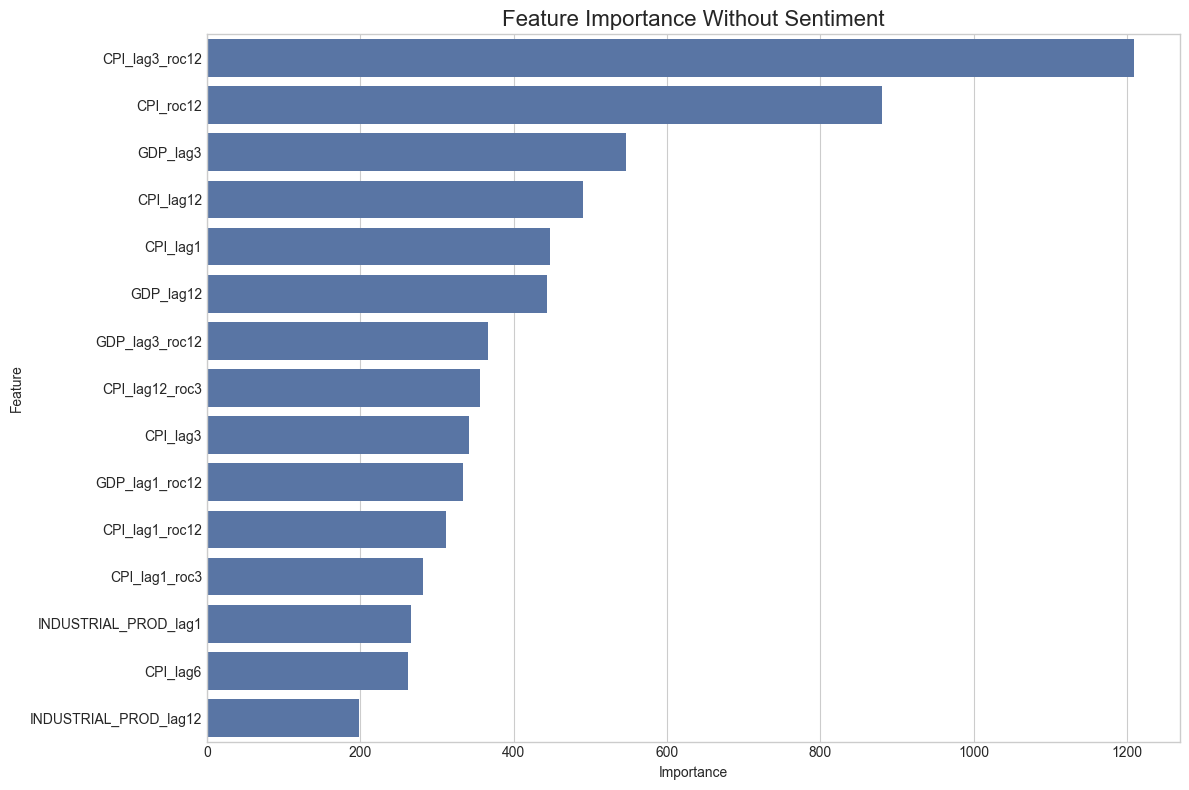 Feature Importance Without Sentiment
CPI_lag3_roc12
CPI_roc12
GDP_lag3
CPI_lag12
CPI_lag1
GDP_lag12
GDP_lag3_roc12
CPI_lag12_roc3
CPI_lag3
GDP_lag1_roc12
CPI_lag1_roc12
CPI_lag1_roc3
INDUSTRIAL_PROD_lag1
CPI_lag6
INDUSTRIAL_PROD_lag12
Feature
0 200 400 600 800 1000 1200
Importance